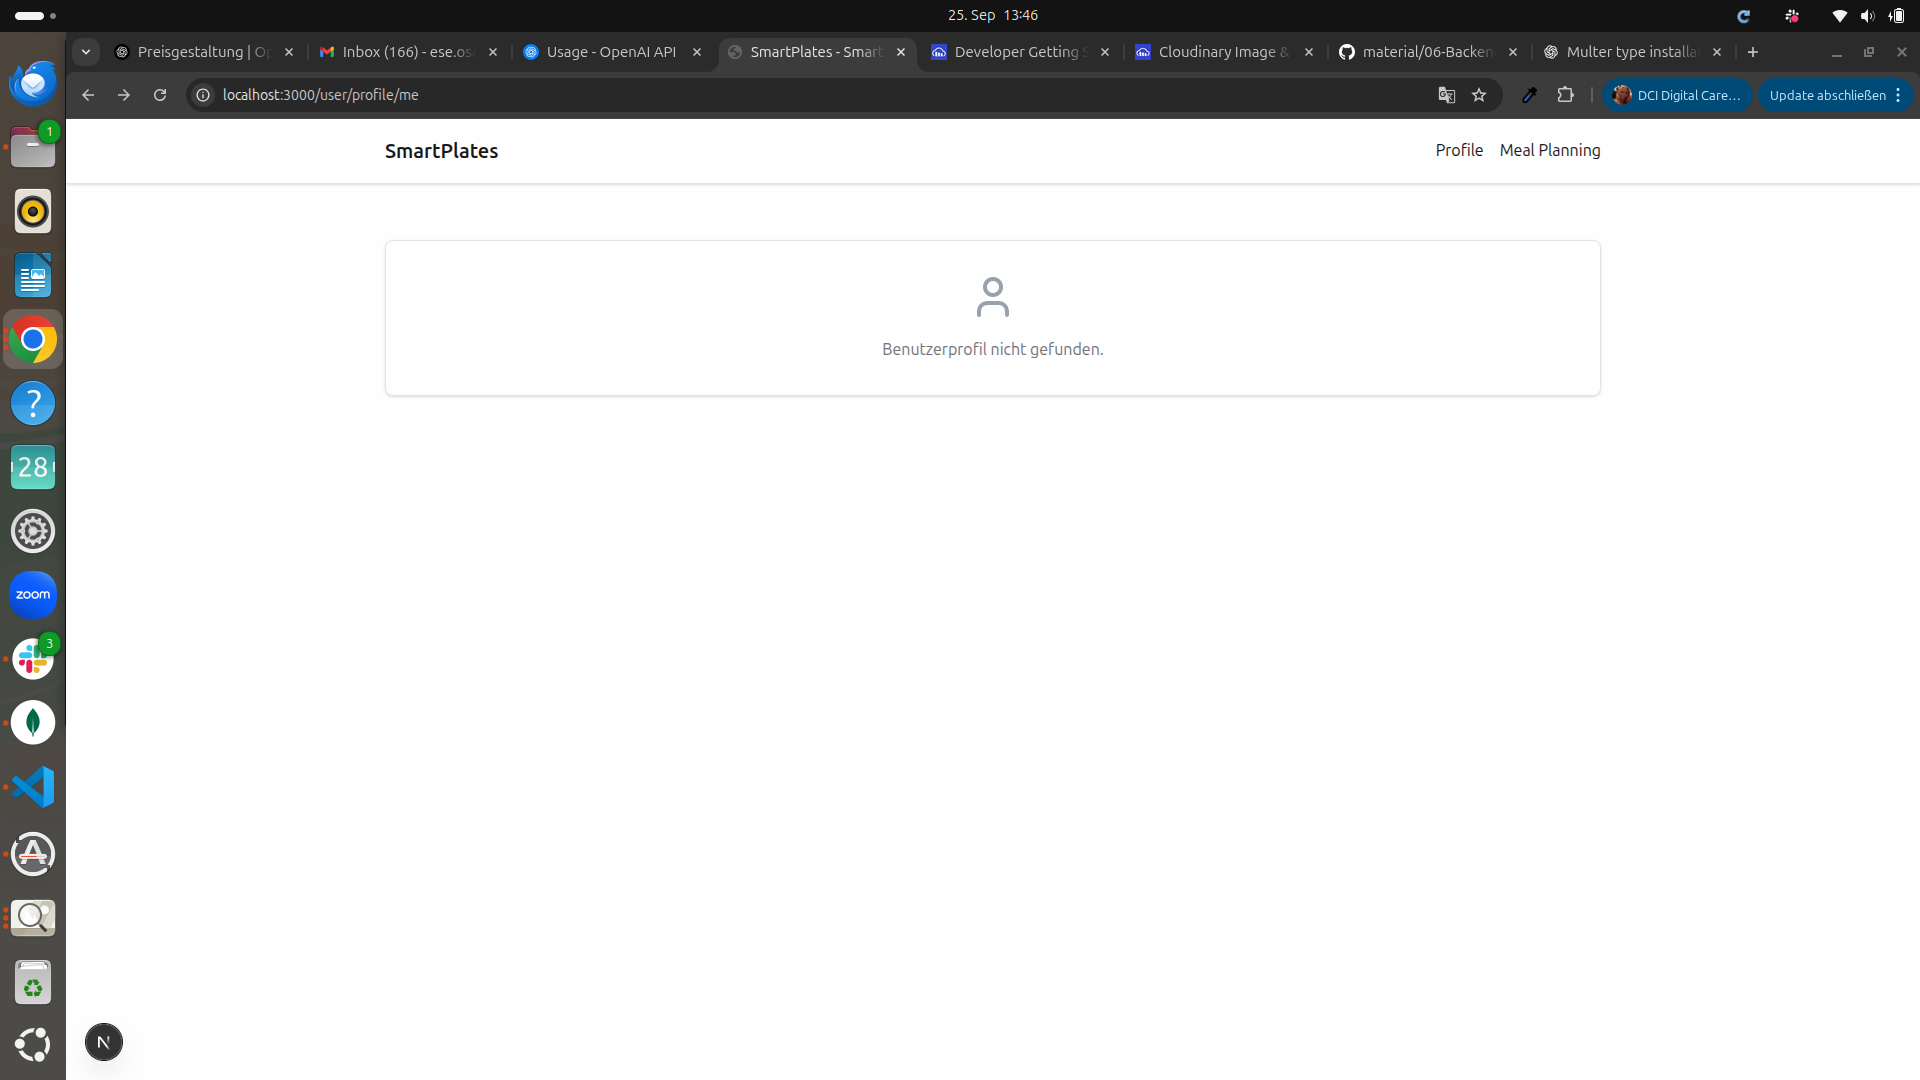 25. Sep 13:46
Preisgestaltung | Op
Inbox (166) - ese.osa
Usage - OpenAI API
SmartPlates - Smart
Developer Getting S
Cloudinary Image &
material/06-Backen
Multer type installa
localhost:3000/user/profile/me
DCI Digital Care...
Update abschließen
SmartPlates
Profile
Meal Planning
Benutzerprofil nicht gefunden.
1
?
28
zoom
3
N